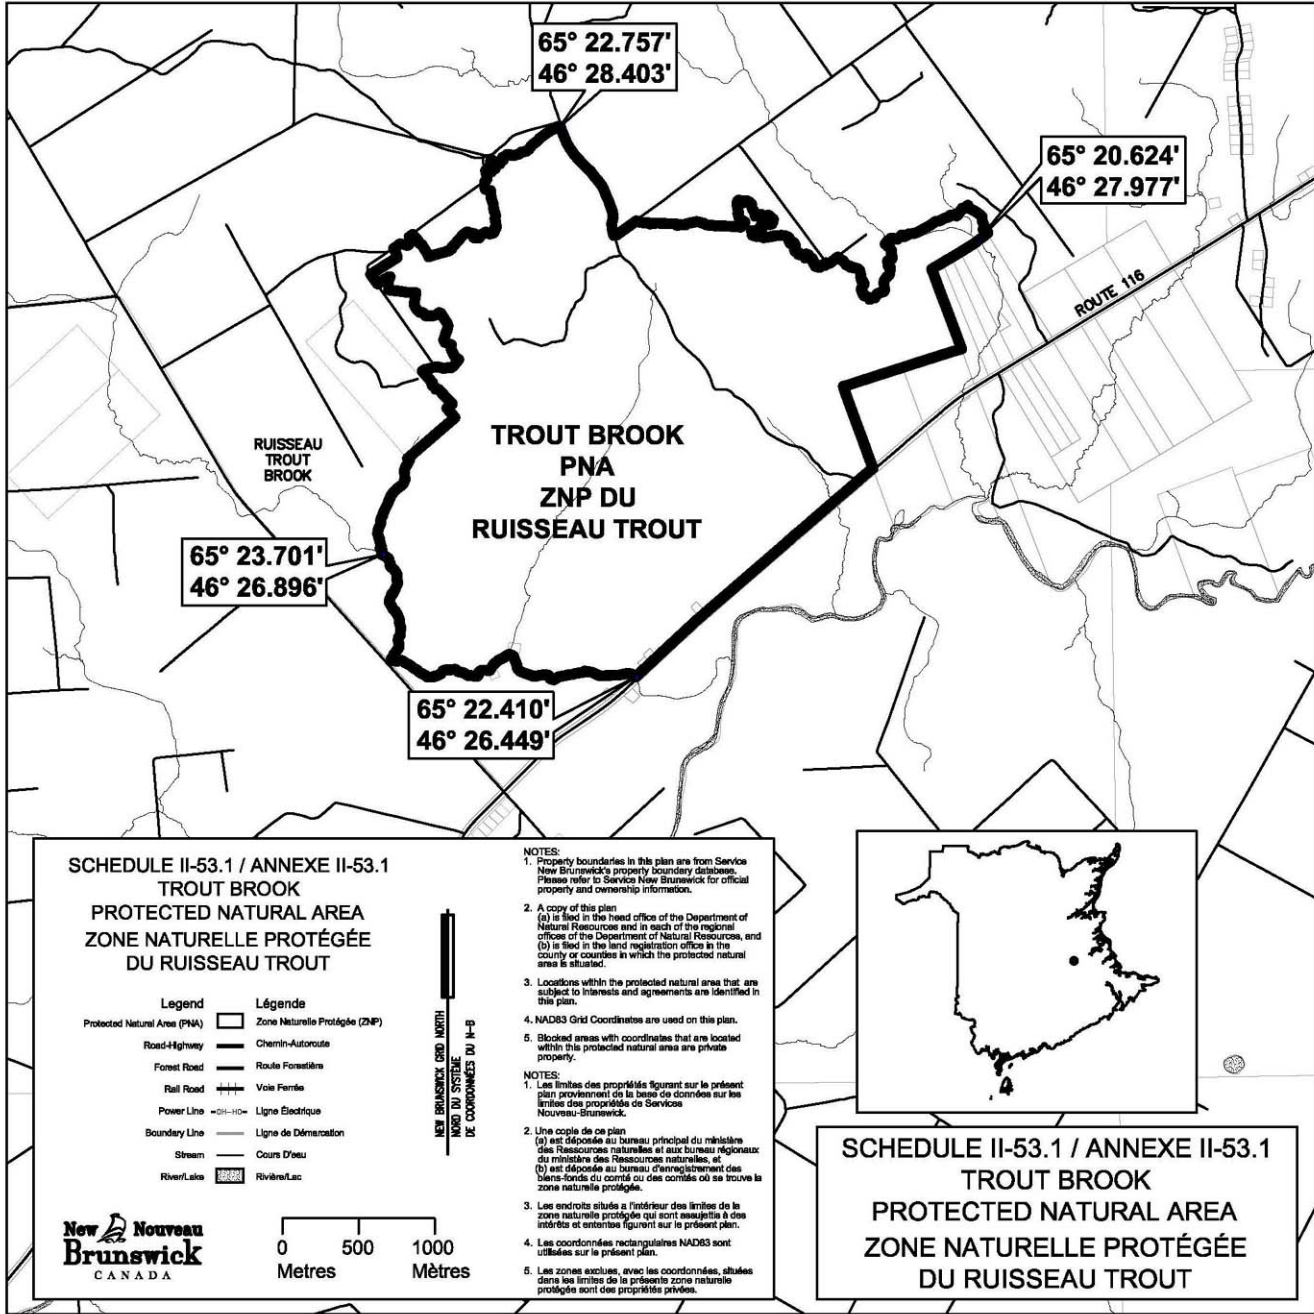 65° 22.757'
46° 28.403'
65° 20.624'
46° 27.977'
ROUTE 116
TROUT BROOK
PNA
ZNP DU
RUISSEAU TROUT
RUISSEAU
TROUT
BROOK
65° 23.701'
46° 26.896'
65° 22.410'
46° 26.449'
SCHEDULE II-53.1 / ANNEXE II-53.1
TROUT BROOK
PROTECTED NATURAL AREA
ZONE NATURELLE PROTÉGÉE
DU RUISSEAU TROUT
Legend Légende
Protected Natural Area (PNA) Zone Naturelle Protégée (ZNP)
Road-Highway Chemin-Autoroute
Forest Road Route Forestière
Rail Road Voie Ferrée
Power Line Ligne Électrique
Boundary Line Ligne de Démarcation
Stream Cours D'eau
River/Lake Rivière/Lac
NEW BRUNSWICK GRID NORTH
NORD DU SYSTÈME
DE COORDONNÉES DU N-B
New Nouveau
Brunswick
CANADA
0 500 1000
Metres Mètres
NOTES:
1. Property boundaries in this plan are from Service
New Brunswick's property boundary database.
Please refer to Service New Brunswick for official
property and ownership information.
2. A copy of this plan
(a) is filed in the head office of the Department of
Natural Resources and in each of the regional
offices of the Department of Natural Resources, and
(b) is filed in the land registration office in the
county or counties in which the protected natural
area is situated.
3. Locations within the protected natural area that are
subject to interests and agreements are identified in
this plan.
4. NAD83 Grid Coordinates are used on this plan.
5. Blocked areas with coordinates that are located
within this protected natural area are private
property.
NOTES:
1. Les limites des propriétés figurant sur le présent
plan proviennent de la base de données sur les
limites des propriétés de Services
Nouveau-Brunswick.
2. Une copie de ce plan
(a) est déposée au bureau principal du ministère
des Ressources naturelles et aux bureau régionaux
du ministère des Ressources naturelles, et
(b) est déposée au bureau d'enregistrement des
biens-fonds du comté ou des comtés où se trouve la
zone naturelle protégée.
3. Les endroits situés a l'intérieur des limites de la
zone naturelle protégée qui sont assujettis à des
intérêts et ententes figurent sur le présent plan.
4. Les coordonnées rectangulaires NAD83 sont
utilisées sur le présent plan.
5. Les zones exclues, avec les coordonnées, situées
dans les limites de la présente zone naturelle
protégée sont des propriétés privées.
SCHEDULE II-53.1 / ANNEXE II-53.1
TROUT BROOK
PROTECTED NATURAL AREA
ZONE NATURELLE PROTÉGÉE
DU RUISSEAU TROUT